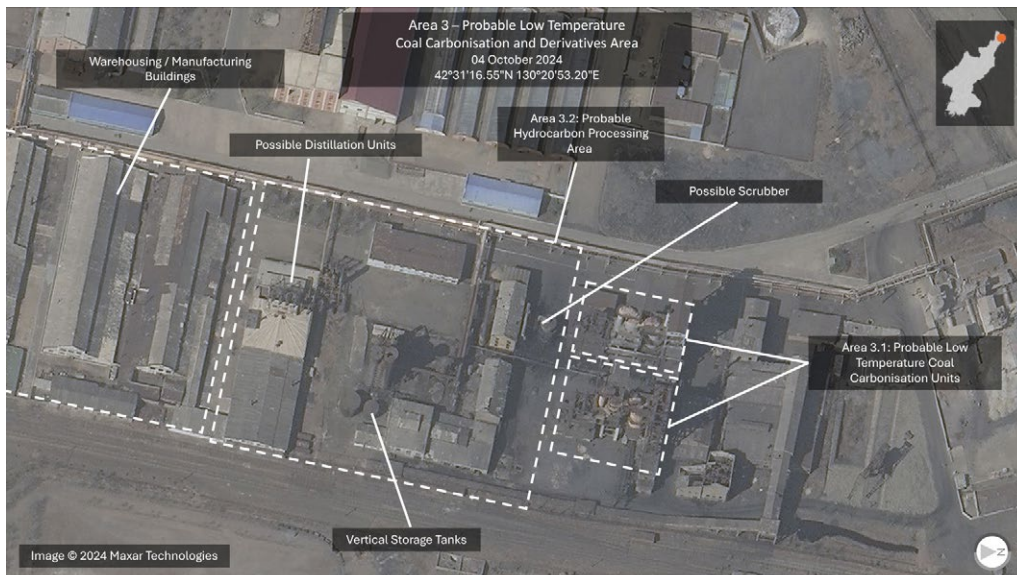 Area 3 – Probable Low Temperature
Coal Carbonisation and Derivatives Area
04 October 2024
42°31'16.55"N 130°20'53.20"E
Warehousing / Manufacturing
Buildings
Possible Distillation Units
Area 3.2: Probable
Hydrocarbon Processing
Area
Possible Scrubber
Area 3.1: Probable Low
Temperature Coal
Carbonisation Units
Vertical Storage Tanks
Image © 2024 Maxar Technologies
N